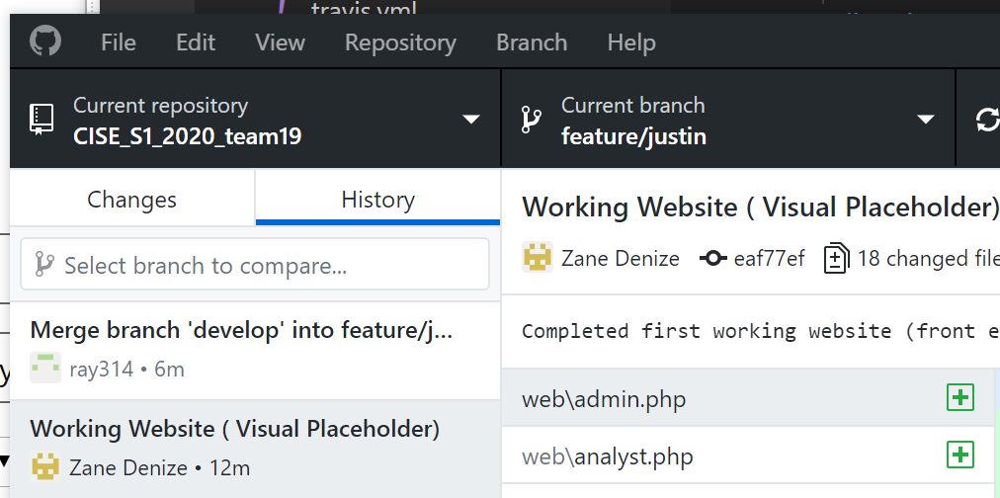 travis.yml
File Edit View Repository Branch Help
Current repository
CISE_S1_2020_team19
Current branch
feature/justin
Changes
History
Select branch to compare...
Merge branch 'develop' into feature/j...
ray314 • 6m
Working Website ( Visual Placeholder)
Zane Denize • 12m
Working Website ( Visual Placeholder)
Zane Denize eaf77ef 18 changed file
Completed first working website (front e
web\admin.php
web\analyst.php